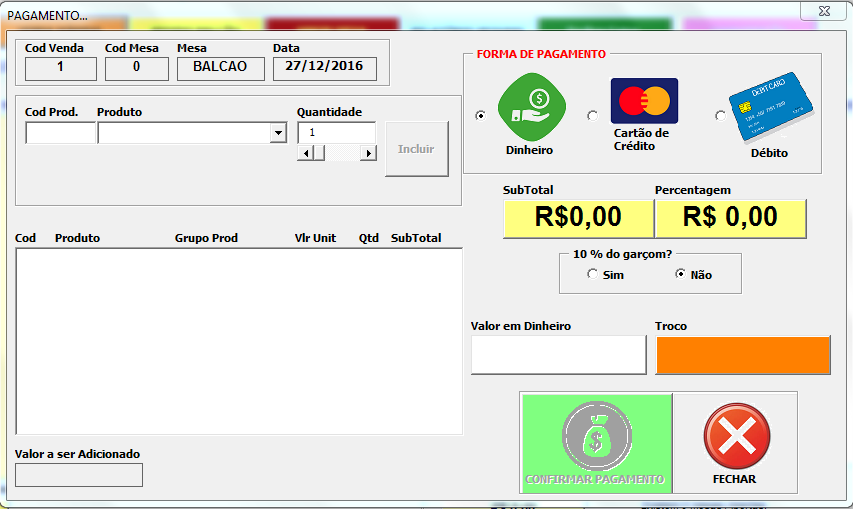 PAGAMENTO...
Cod Venda Cod Mesa Mesa Data
1 0 BALCAO 27/12/2016
FORMA DE PAGAMENTO
Dinheiro
Cartão de
Crédito
DEBIT CARD
Débito
Cod Prod. Produto Quantidade
1
Incluir
SubTotal Percentagem
R$0,00 R$ 0,00
10 % do garçom?
Sim Não
Cod Produto Grupo Prod Vlr Unit Qtd SubTotal
Valor em Dinheiro Troco
Valor a ser Adicionado
CONFIRMAR PAGAMENTO
FECHAR